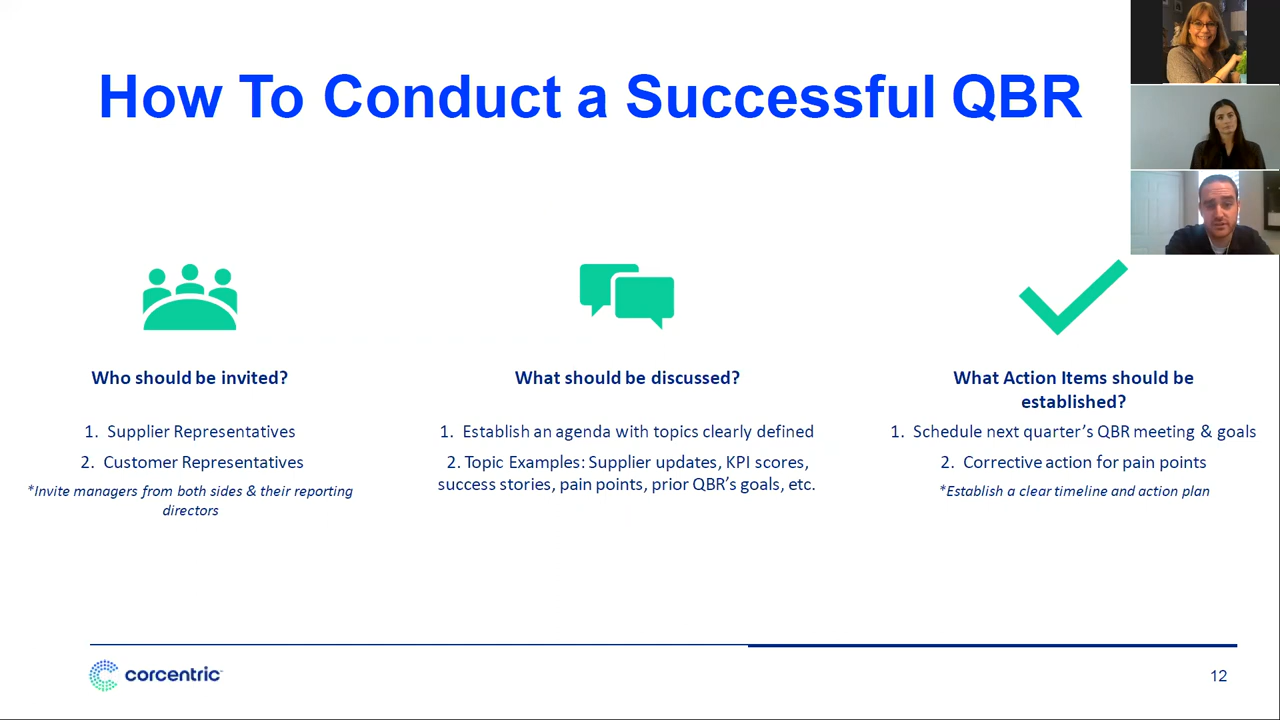 How To Conduct a Successful QBR
Who should be invited?
1. Supplier Representatives
2. Customer Representatives
*Invite managers from both sides & their reporting
directors
What should be discussed?
1. Establish an agenda with topics clearly defined
2. Topic Examples: Supplier updates, KPI scores,
success stories, pain points, prior QBR's goals, etc.
What Action Items should be
established?
1. Schedule next quarter's QBR meeting & goals
2. Corrective action for pain points
*Establish a clear timeline and action plan
corcentric
12